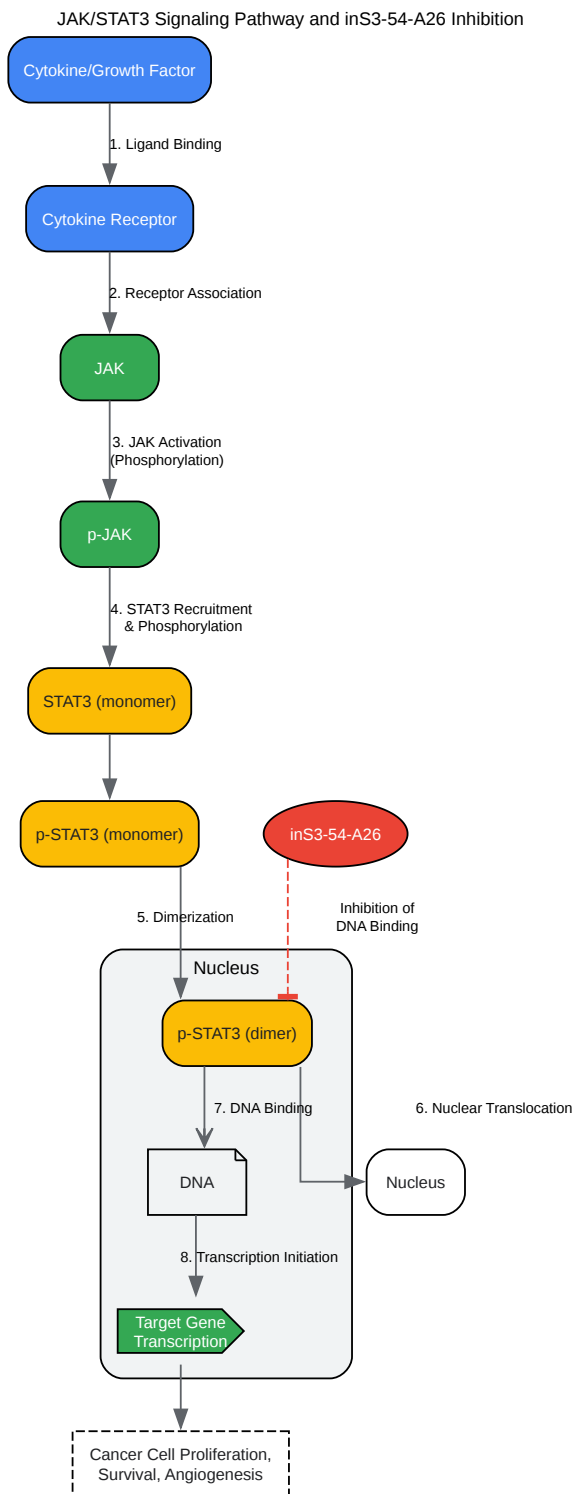 JAK/STAT3 Signaling Pathway and inS3-54-A26 Inhibition
Cytokine/Growth Factor
1. Ligand Binding
Cytokine Receptor
2. Receptor Association
JAK
3. JAK Activation
(Phosphorylation)
p-JAK
4. STAT3 Recruitment
& Phosphorylation
STAT3 (monomer)
p-STAT3 (monomer)
inS3-54-A26
5. Dimerization
Inhibition of
DNA Binding
Nucleus
p-STAT3 (dimer)
7. DNA Binding
6. Nuclear Translocation
DNA
Nucleus
8. Transcription Initiation
Target Gene
Transcription
Cancer Cell Proliferation,
Survival, Angiogenesis